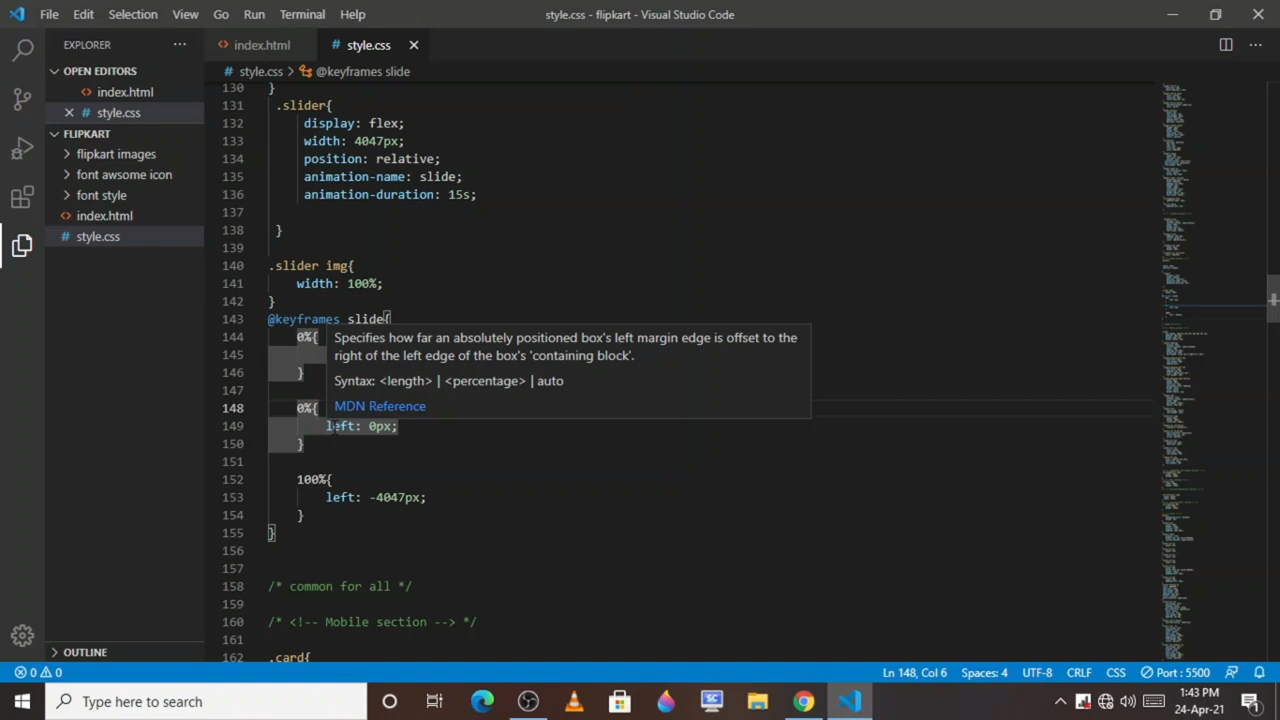 File Edit Selection View Go Run Terminal Help
style.css - flipkart - Visual Studio Code
EXPLORER
OPEN EDITORS
index.html
style.css
FLIPKART
flipkart images
font awsome icon
font style
index.html
style.css
OUTLINE
index.html
style.css
style.css > @keyframes slide
130 }
131 .slider{
132 display: flex;
133 width: 4047px;
134 position: relative;
135 animation-name: slide;
136 animation-duration: 15s;
137
138 }
139
140 .slider img{
141 width: 100%;
142 }
143 @keyframes slide{
144 0%{
145
146 }
147
148 0%{
149 left: 0px;
150 }
151
152 100%{
153 left: -4047px;
154 }
155 }
156
157
158 /* common for all */
159
160 /* <!-- Mobile section --> */
161
162 .card{
Specifies how far an absolutely positioned box's left margin edge is offset to the
right of the left edge of the box's 'containing block'.
Syntax: <length> | <percentage> | auto
MDN Reference
0 0
Ln 148, Col 6 Spaces: 4 UTF-8 CRLF CSS Port : 5500
Type here to search
SC
1:43 PM
24-Apr-21
1